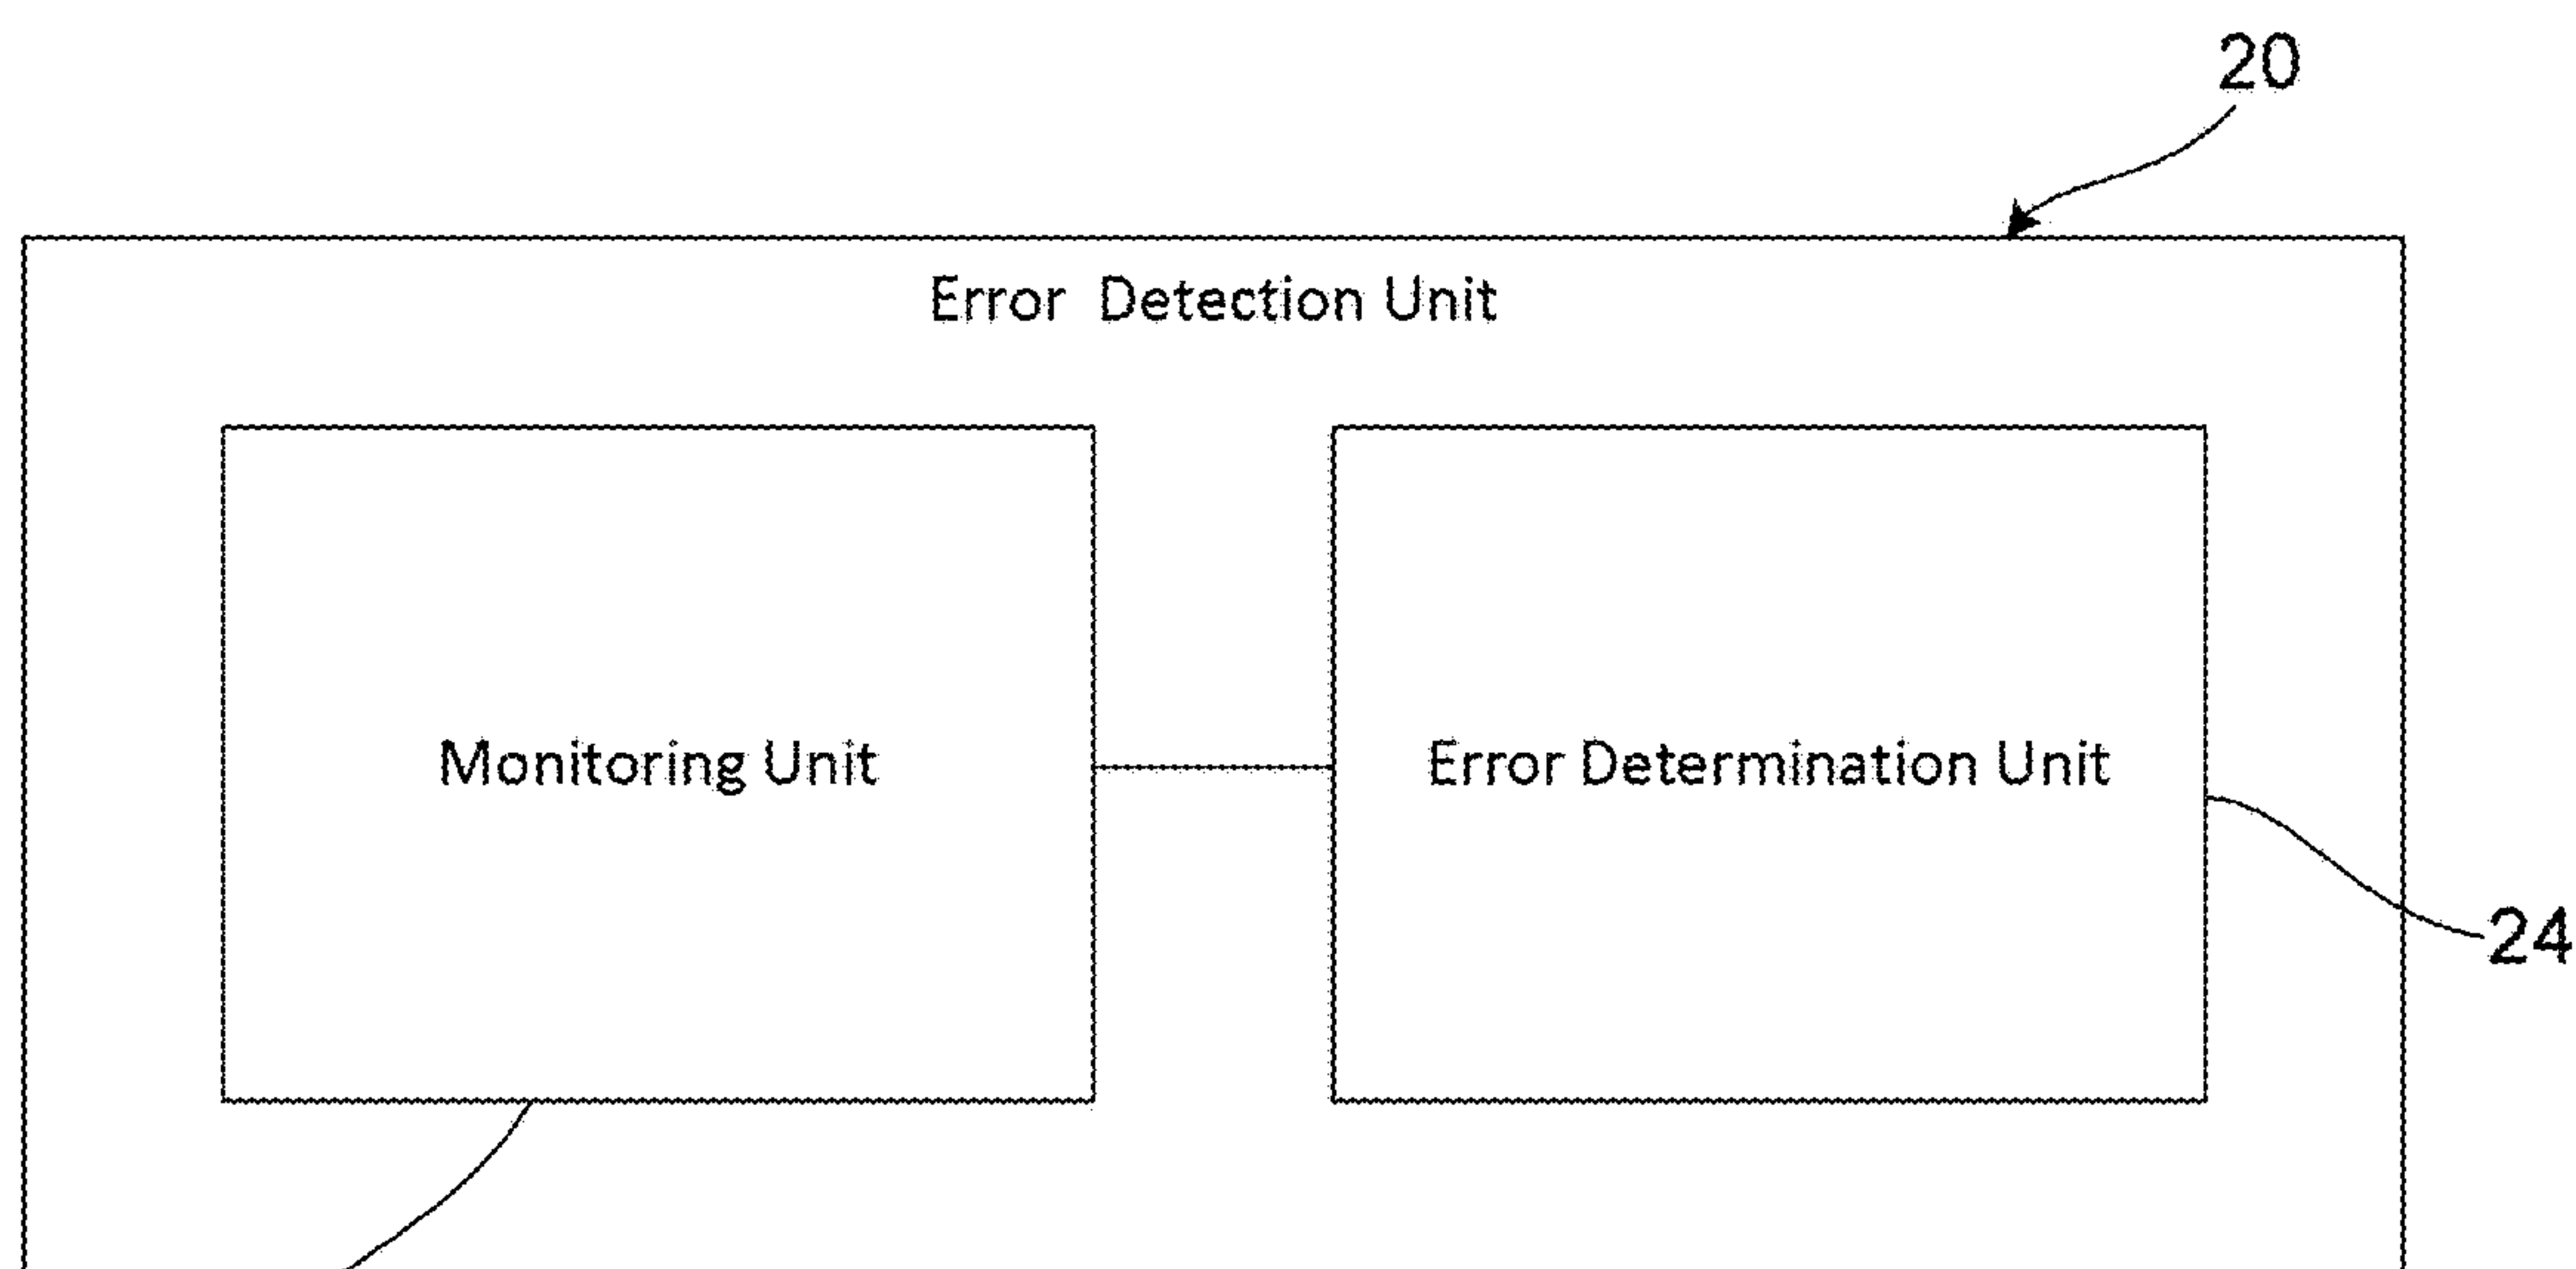 20
Error Detection Unit
Monitoring Unit
Error Determination Unit
24